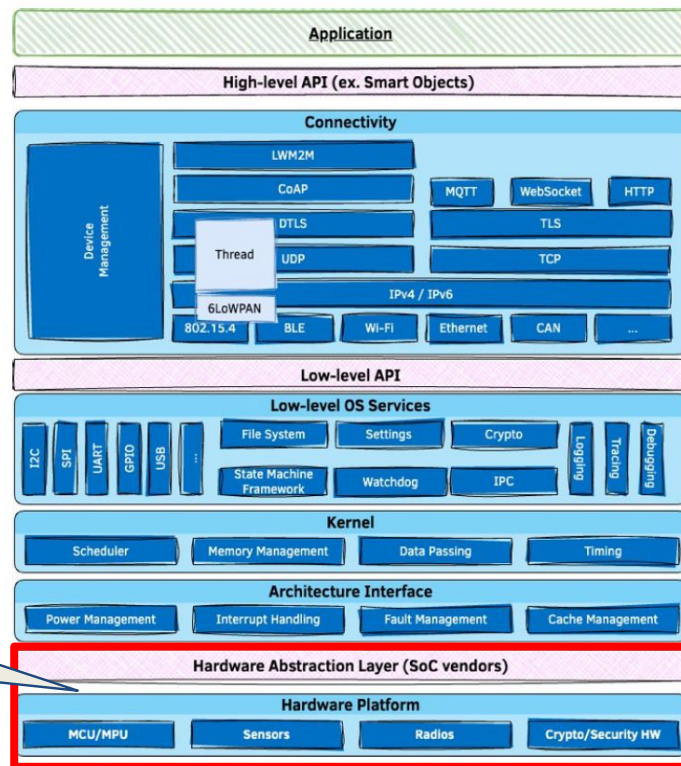 Application
High-level API (ex. Smart Objects)
Connectivity
Device
Management
LWM2M
CoAP
DTLS
UDP
Thread
6LoWPAN
MQTT
WebSocket
HTTP
TLS
TCP
IPv4 / IPv6
802.15.4
BLE
Wi-Fi
Ethernet
CAN
...
Low-level API
Low-level OS Services
I2C
SPI
UART
GPIO
USB
...
File System
Settings
Crypto
State Machine
Framework
Watchdog
IPC
Logging
Tracing
Debugging
Kernel
Scheduler
Memory Management
Data Passing
Timing
Architecture Interface
Power Management
Interrupt Handling
Fault Management
Cache Management
Hardware Abstraction Layer (SoC vendors)
Hardware Platform
MCU/MPU
Sensors
Radios
Crypto/Security HW